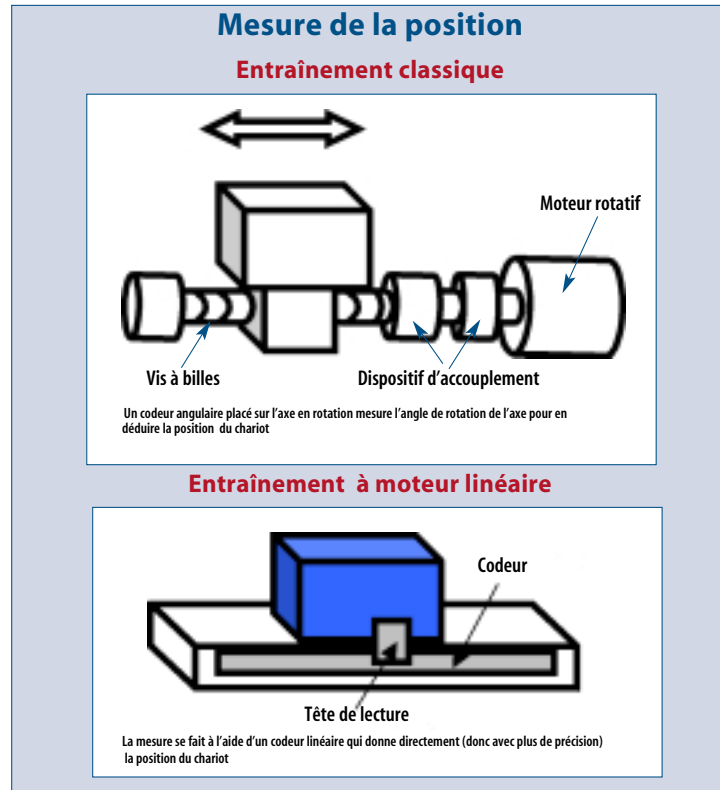 Mesure de la position
Entraînement classique
Moteur rotatif
Vis à billes
Dispositif d'accouplement
Un codeur angulaire placé sur l'axe en rotation mesure l'angle de rotation de l'axe pour en
déduire la position du chariot
Entraînement à moteur linéaire
Codeur
Tête de lecture
La mesure se fait à l'aide d'un codeur linéaire qui donne directement (donc avec plus de précision)
la position du chariot